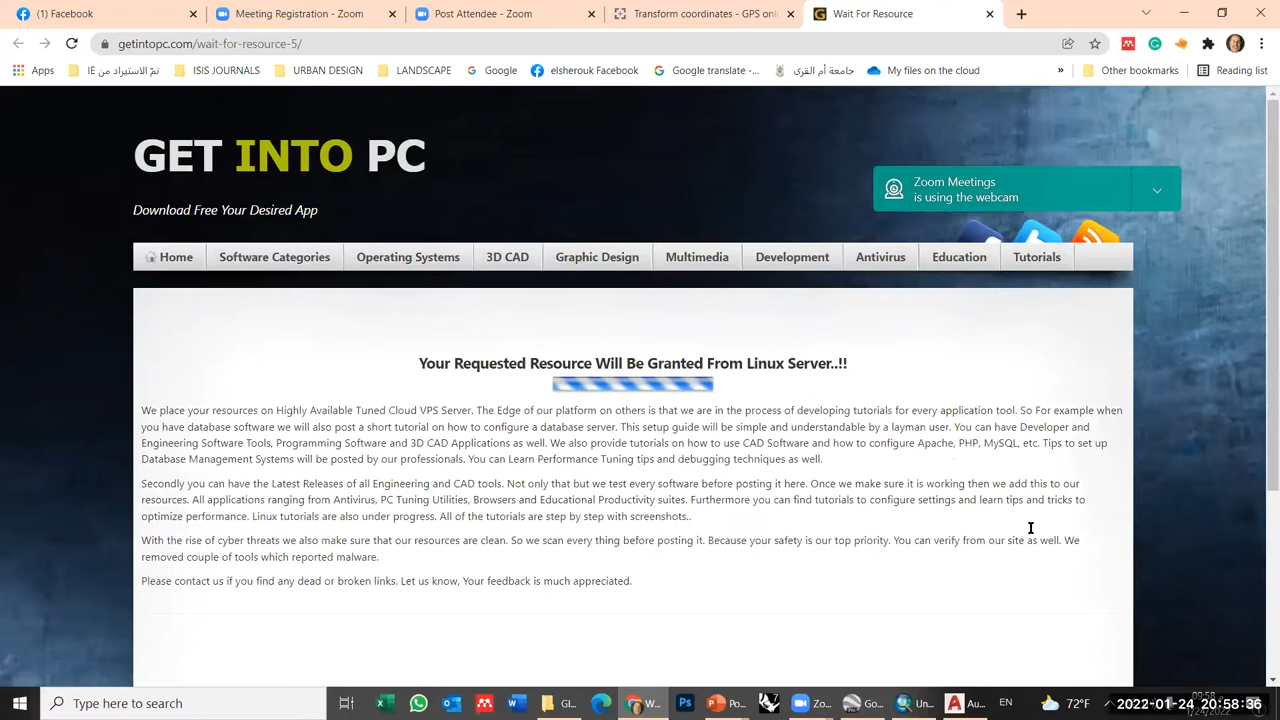 (1) Facebook
Meeting Registration - Zoom
Post Attendee - Zoom
Transform coordinates - GPS onl
Wait For Resource
getintopc.com/wait-for-resource-5/
Apps
تمّ الاستيراد من IE
ISIS JOURNALS
URBAN DESIGN
LANDSCAPE
Google
elsherouk Facebook
Google translate -...
جامعة أم القرى
My files on the cloud
»
Other bookmarks
Reading list
GET INTO PC
Download Free Your Desired App
Zoom Meetings
is using the webcam
Home
Software Categories
Operating Systems
3D CAD
Graphic Design
Multimedia
Development
Antivirus
Education
Tutorials
Your Requested Resource Will Be Granted From Linux Server..!!
We place your resources on Highly Available Tuned Cloud VPS Server. The Edge of our platform on others is that we are in the process of developing tutorials for every application tool. So For example when
you have database software we will also post a short tutorial on how to configure a database server. This setup guide will be simple and understandable by a layman user. You can have Developer and
Engineering Software Tools, Programming Software and 3D CAD Applications as well. We also provide tutorials on how to use CAD Software and how to configure Apache, PHP, MySQL, etc. Tips to set up
Database Management Systems will be posted by our professionals. You can Learn Performance Tuning tips and debugging techniques as well.
Secondly you can have the Latest Releases of all Engineering and CAD tools. Not only that but we test every software before posting it here. Once we make sure it is working then we add this to our
resources. All applications ranging from Antivirus, PC Tuning Utilities, Browsers and Educational Productivity suites. Furthermore you can find tutorials to configure settings and learn tips and tricks to
optimize performance. Linux tutorials are also under progress. All of the tutorials are step by step with screenshots..
With the rise of cyber threats we also make sure that our resources are clean. So we scan every thing before posting it. Because your safety is our top priority. You can verify from our site as well. We
removed couple of tools which reported malware.
Please contact us if you find any dead or broken links. Let us know, Your feedback is much appreciated.
Type here to search
Gl...
W...
Po...
Zo...
Go...
Un...
Au...
EN
72°F
2022-01-24 20:58:36